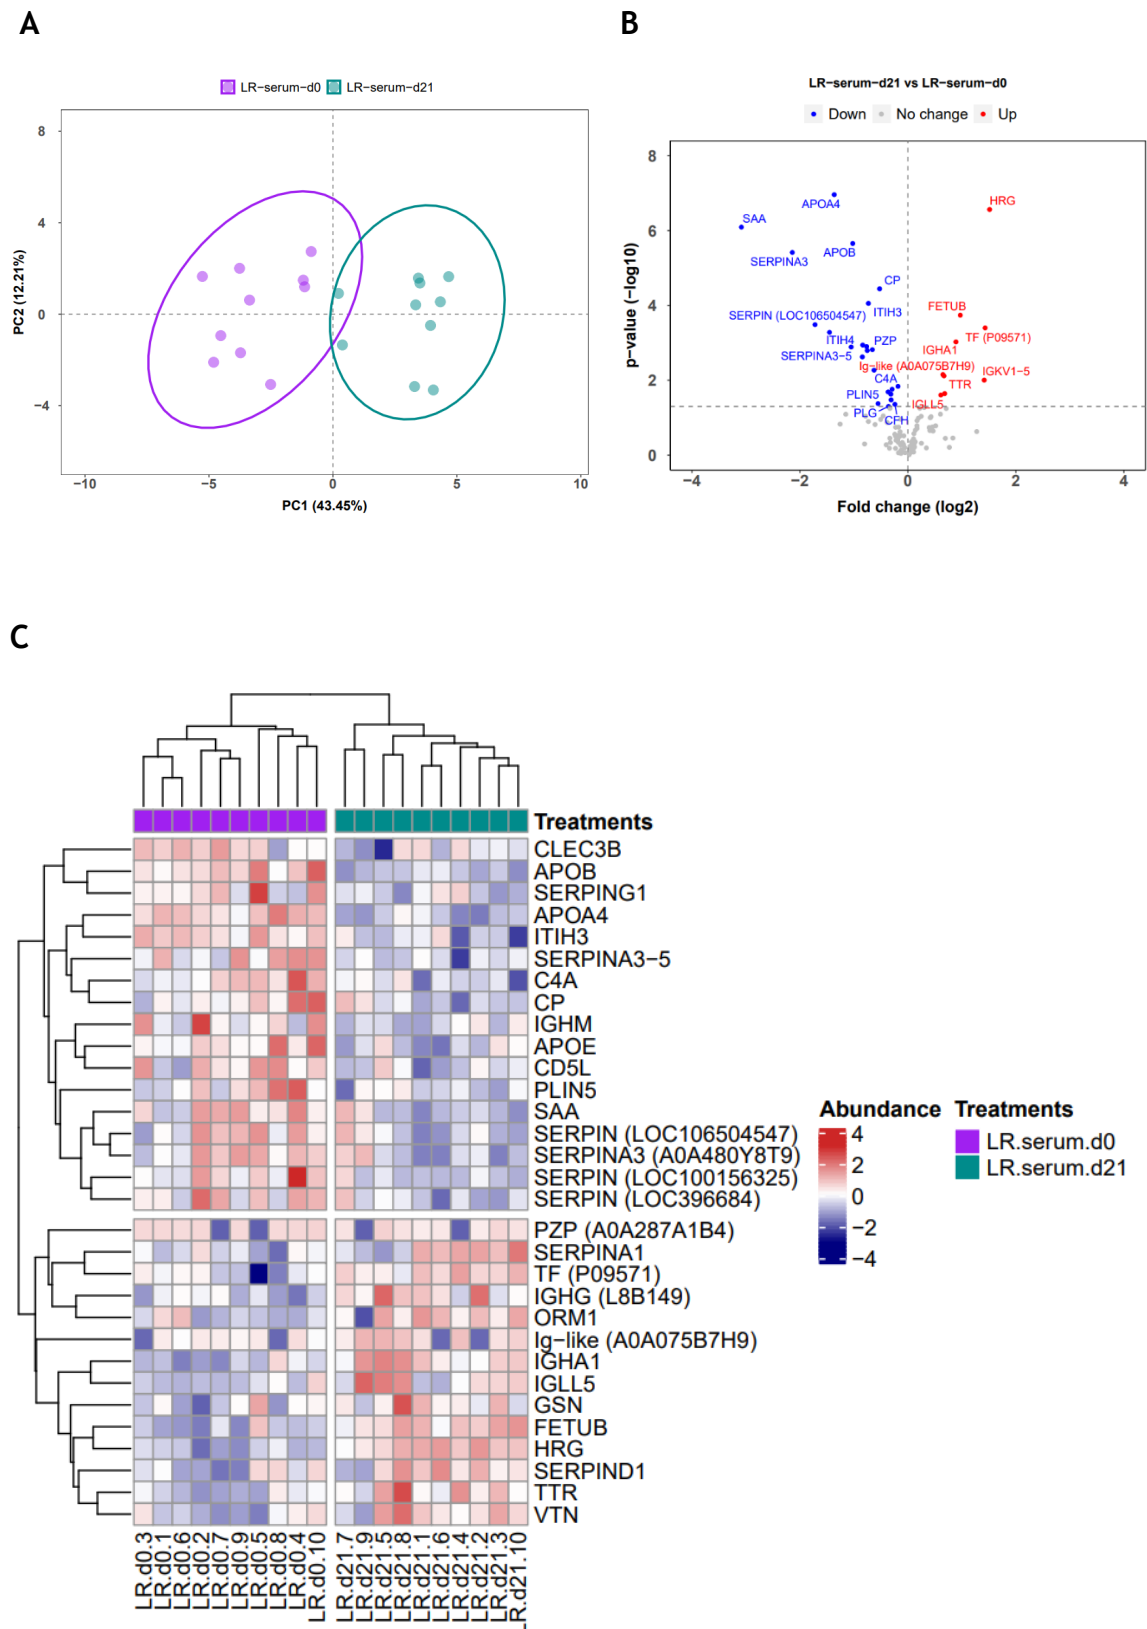 A
B
LR−serum−d0 LR−serum−d21
8
4
0
−4
−10 −5 0 5 10
PC1 (43.45%)
PC2 (12.21%)
LR−serum−d21 vs LR−serum−d0
Down No change Up
8
6
4
2
0
−4 −2 0 2 4
Fold change (log2)
p−value (−log10)
APOA4
HRG
SAA
APOB
SERPINA3
CP
ITIH3
FETUB
SERPIN (LOC106504547)
TF (P09571)
ITIH4
PZP
IGHA1
SERPINA3−5
Ig−like (A0A075B7H9)
IGKV1−5
C4A
TTR
PLIN5
IGLL5
PLG
CFH
C
Treatments
CLEC3B
APOB
SERPING1
APOA4
ITIH3
SERPINA3−5
C4A
CP
IGHM
APOE
CD5L
PLIN5
SAA
SERPIN (LOC106504547)
SERPINA3 (A0A480Y8T9)
SERPIN (LOC100156325)
SERPIN (LOC396684)
PZP (A0A287A1B4)
SERPINA1
TF (P09571)
IGHG (L8B149)
ORM1
Ig−like (A0A075B7H9)
IGHA1
IGLL5
GSN
FETUB
HRG
SERPIND1
TTR
VTN
LR.d0.3
LR.d0.1
LR.d0.6
LR.d0.2
LR.d0.7
LR.d0.9
LR.d0.5
LR.d0.8
LR.d0.4
LR.d0.10
LR.d21.7
LR.d21.9
LR.d21.5
LR.d21.8
LR.d21.1
LR.d21.6
LR.d21.4
LR.d21.2
LR.d21.3
LR.d21.10
Abundance
4
2
0
−2
−4
Treatments
LR.serum.d0
LR.serum.d21